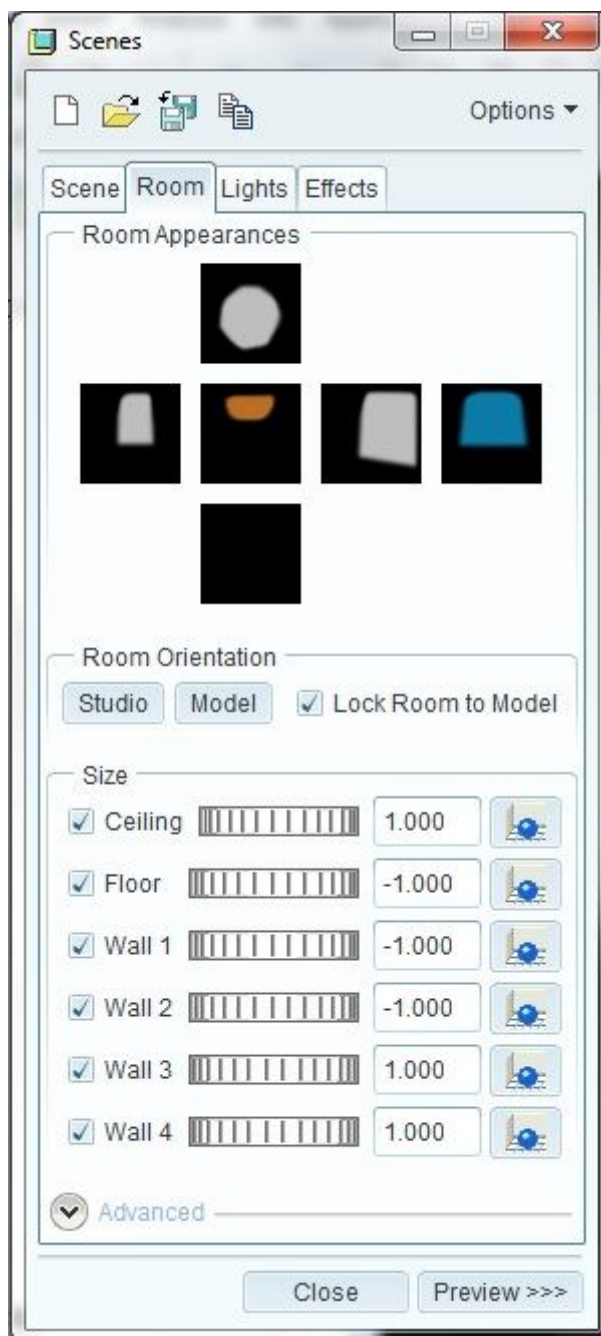 Scenes
Options
Scene Room Lights Effects
Room Appearances
Room Orientation
Studio Model Lock Room to Model
Size
Ceiling 1.000
Floor -1.000
Wall 1 -1.000
Wall 2 -1.000
Wall 3 1.000
Wall 4 1.000
Advanced
Close Preview >>>